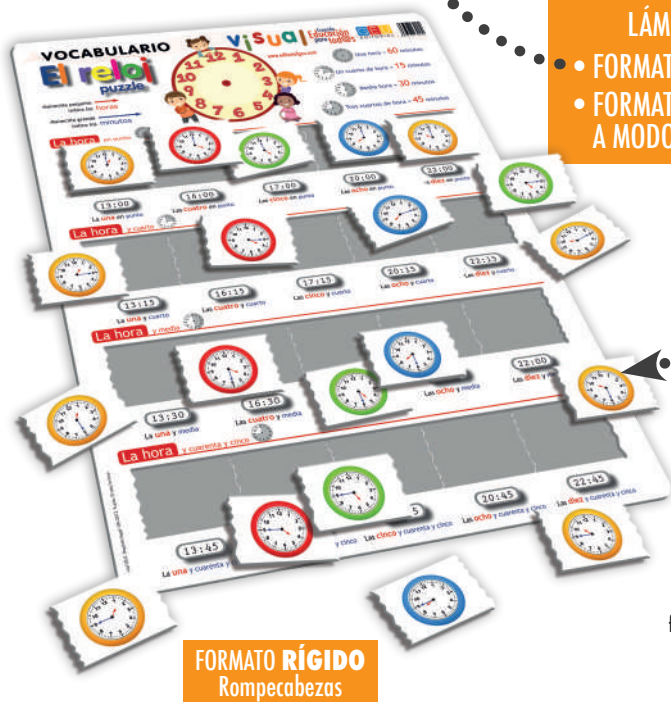 LÁM
• FORMAT
• FORMAT
A MODO
VOCABULARIO
El reloj
puzzle
visual
Educación
para
GEU
EDITORIAL
Una hora = 60 minutos
Un cuarto de hora = 15 minutos
Media hora = 30 minutos
Tres cuartos de hora = 45 minutos
horas
minutos
La hora en punto
13:00
16:00
17:00
20:00
23:00
La una en punto
Las cuatro en punto
Las cinco en punto
Las ocho en punto
Las diez en punto
La hora y cuarto
13:15
16:15
17:15
20:15
22:15
La una y cuarto
Las cuatro y cuarto
Las cinco y cuarto
Las ocho y cuarto
Las diez y cuarto
La hora y media
13:30
16:30
22:00
La una y media
Las cuatro y media
Las ocho y media
Las diez y
La hora y cuarenta y cinco
13:45
5
20:45
22:45
La una y cuarenta y
y cinco
Las cinco y cuarenta y cinco
Las ocho y cuarenta y cinco
Las diez y cuarenta y cinco
FORMATO RÍGIDO
Rompecabezas
f